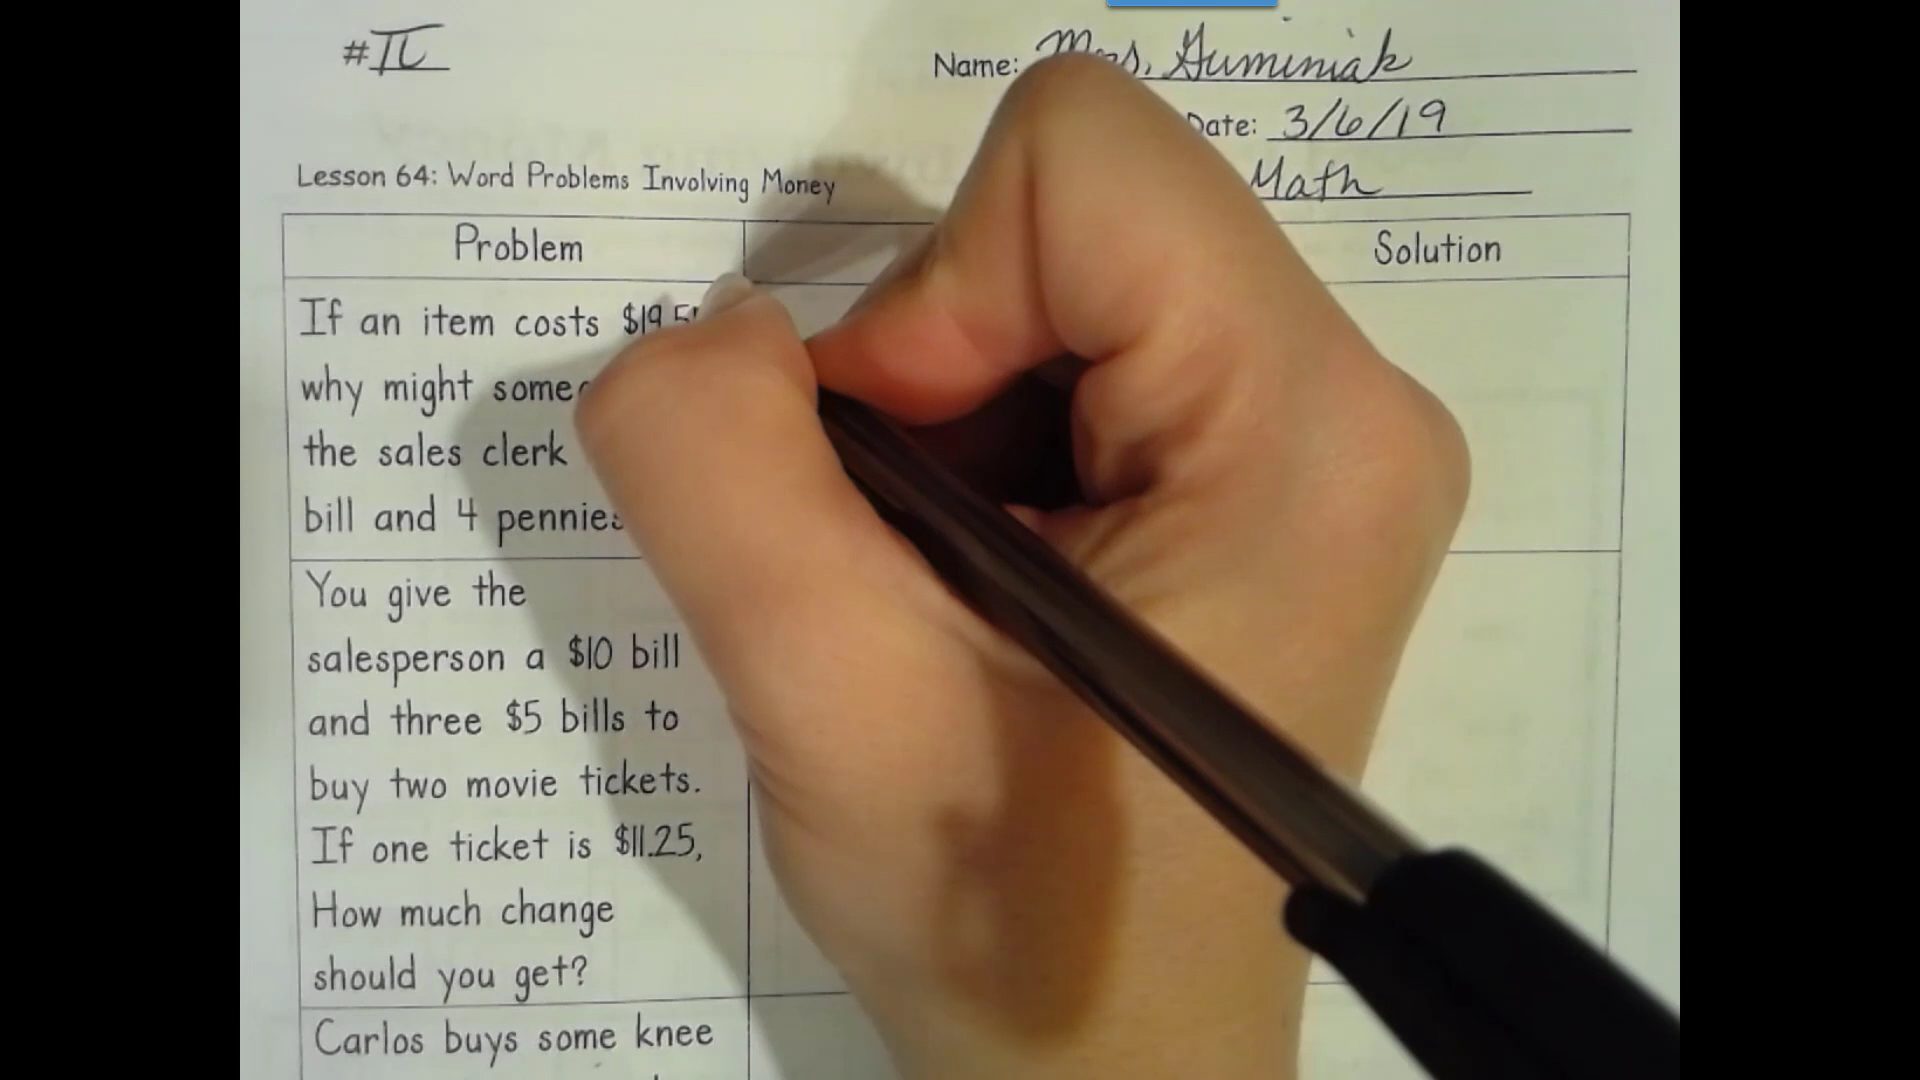 #π
Name: Mrs. Guminiak
Date: 3/6/19
Math
Lesson 64: Word Problems Involving Money
Problem
Solution
If an item costs
why might
the sales clerk
bill and 4 pennies
You give the
salesperson a $10 bill
and three $5 bills to
buy two movie tickets.
If one ticket is $11.25,
How much change
should you get?
Carlos buys some knee